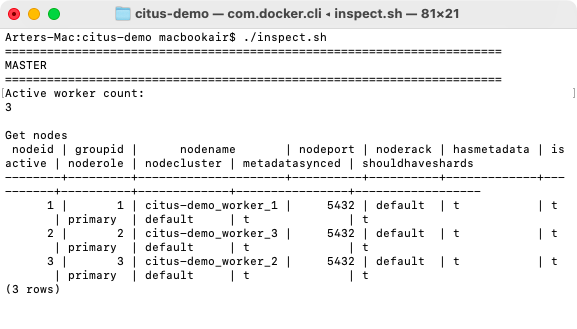 citus-demo — com.docker.cli ◂ inspect.sh — 81×21
Arters-Mac:citus-demo macbookair$ ./inspect.sh
======================================================================
MASTER
======================================================================
Active worker count:
3
Get nodes
 nodeid | groupid |      nodename       | nodeport | noderack | hasmetadata | is
active | noderole | nodecluster | metadatasynced | shouldhaveshards
--------+---------+---------------------+----------+----------+-------------+---
-------+----------+-------------+----------------+------------------
      1 |       1 | citus-demo_worker_1 |     5432 | default  | t           | t
       | primary  | default     | t              | t
      2 |       2 | citus-demo_worker_3 |     5432 | default  | t           | t
       | primary  | default     | t              | t
      3 |       3 | citus-demo_worker_2 |     5432 | default  | t           | t
       | primary  | default     | t              | t
(3 rows)